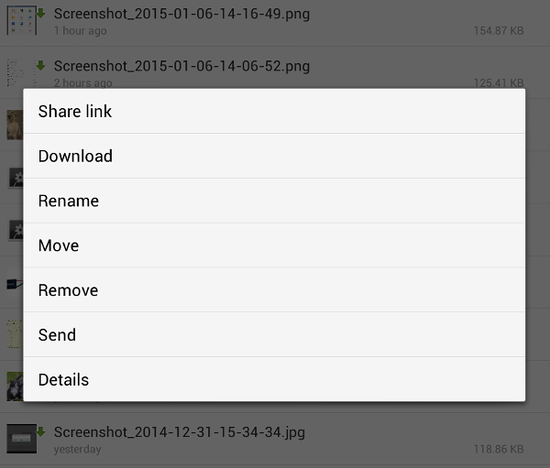 Screenshot_2015-01-06-14-16-49.png
1 hour ago 154.87 KB
Screenshot_2015-01-06-14-06-52.png
2 hours ago 125.41 KB
Share link
Download
Rename
Move
Remove
Send
Details
Screenshot_2014-12-31-15-34-34.jpg
yesterday 118.86 KB